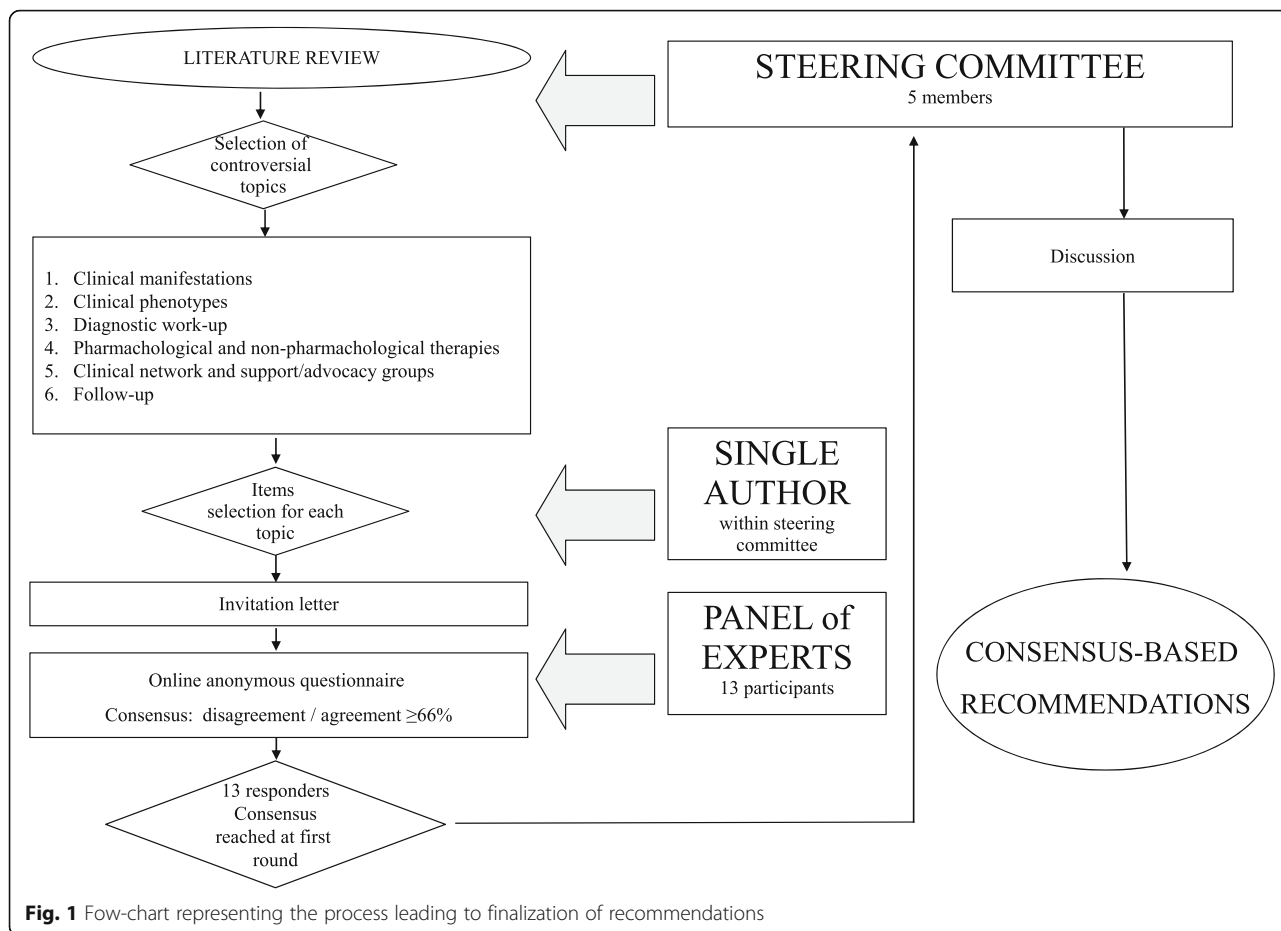 LITERATURE REVIEW
Selection of
controversial
topics
1. Clinical manifestations
2. Clinical phenotypes
3. Diagnostic work-up
4. Pharmachological and non-pharmachological therapies
5. Clinical network and support/advocacy groups
6. Follow-up
Items
selection for each
topic
Invitation letter
Online anonymous questionnaire
Consensus: disagreement / agreement ≥66%
13 responders
Consensus
reached at first
round
STEERING COMMITTEE
5 members
SINGLE
AUTHOR
within steering
committee
PANEL of
EXPERTS
13 participants
Discussion
CONSENSUS-BASED
RECOMMENDATIONS
Fig. 1 Fow-chart representing the process leading to finalization of recommendations